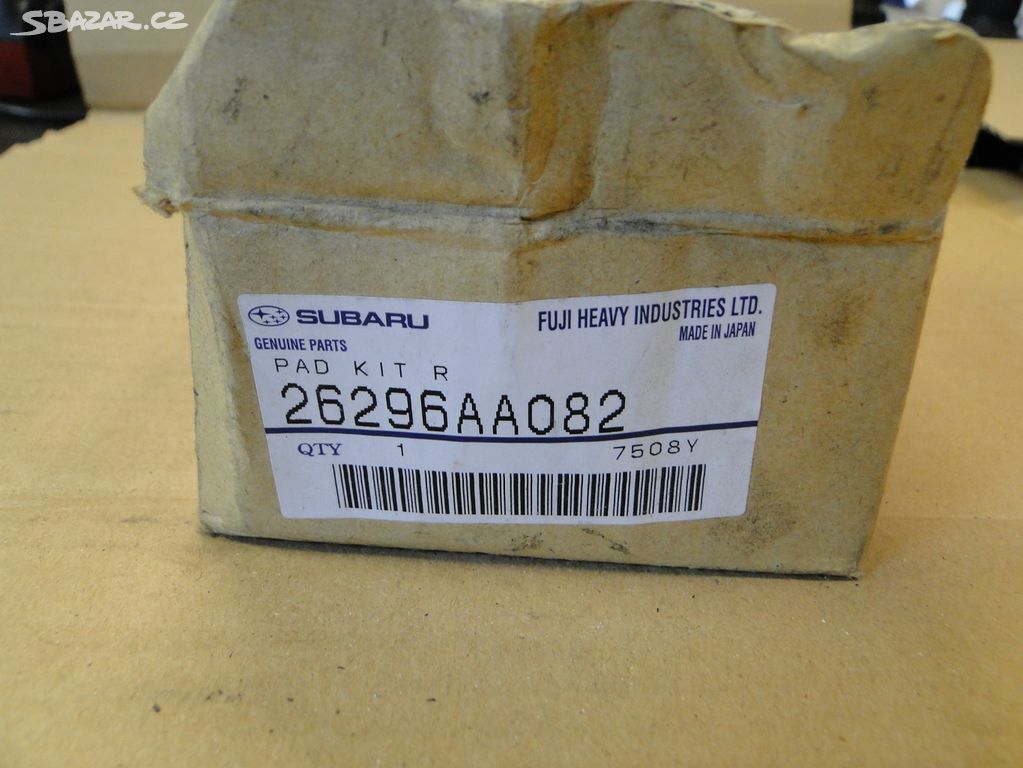 SBAZAR.CZ
SUBARU
FUJI HEAVY INDUSTRIES LTD.
MADE IN JAPAN
GENUINE PARTS
PAD KIT R
26296AA082
QTY 1 7508Y